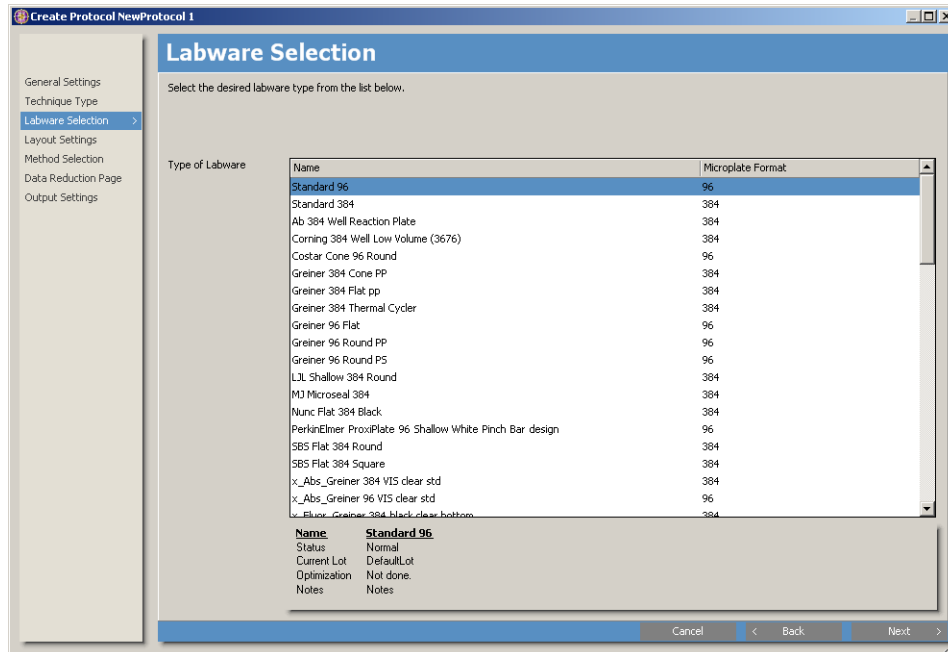 Create Protocol NewProtocol 1
Labware Selection
General Settings
Technique Type
Labware Selection >
Layout Settings
Method Selection
Data Reduction Page
Output Settings
Select the desired labware type from the list below.
Type of Labware
Name Microplate Format
Standard 96 96
Standard 384 384
Ab 384 Well Reaction Plate 384
Corning 384 Well Low Volume (3676) 384
Costar Cone 96 Round 96
Greiner 384 Cone PP 384
Greiner 384 Flat pp 384
Greiner 384 Thermal Cycler 384
Greiner 96 Flat 96
Greiner 96 Round PP 96
Greiner 96 Round PS 96
LJL Shallow 384 Round 384
MJ Microseal 384 384
Nunc Flat 384 Black 384
PerkinElmer ProxiPlate 96 Shallow White Pinch Bar design 96
SBS Flat 384 Round 384
SBS Flat 384 Square 384
x_Abs_Greiner 384 VIS clear std 384
x_Abs_Greiner 96 VIS clear std 96
x_Fluor_Greiner 384 black clear bottom 384
Name Standard 96
Status Normal
Current Lot DefaultLot
Optimization Not done.
Notes Notes
Cancel < Back Next >